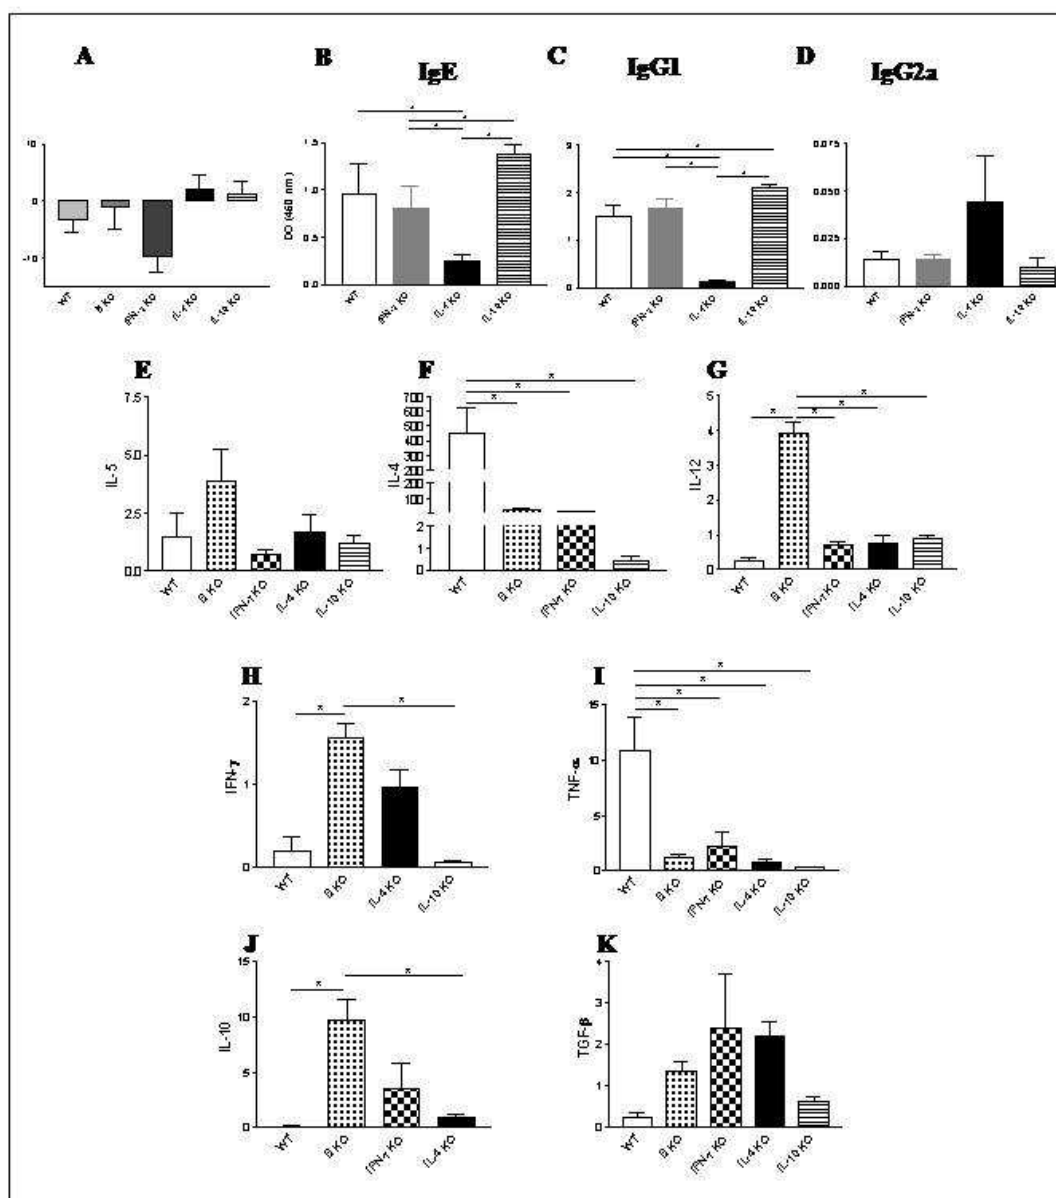 A
B
IgE
C
IgG1
D
IgG2a
10
0
-10
WT
B KO
IFN-γ KO
IL-4 KO
IL-10 KO
DO (460 nm)
1.5
1.0
0.5
0.0
WT
IFN-γ KO
IL-4 KO
IL-10 KO
3
2
1
0
WT
IFN-γ KO
IL-4 KO
IL-10 KO
0.075
0.050
0.025
0.000
WT
IFN-γ KO
IL-4 KO
IL-10 KO
E
IL-5
7.5
5.0
2.5
0.0
WT
B KO
IFN-γ KO
IL-4 KO
IL-10 KO
F
IL-4
700
600
500
400
300
200
100
2
1
0
* * *
WT
B KO
IFN-γ KO
IL-10 KO
G
IL-12
5
4
3
2
1
0
* * * *
WT
B KO
IFN-γ KO
IL-4 KO
IL-10 KO
H
IFN-γ
2
1
0
* *
WT
B KO
IL-4 KO
IL-10 KO
I
TNF-α
15
10
5
0
* * * *
WT
B KO
IFN-γ KO
IL-4 KO
IL-10 KO
J
IL-10
15
10
5
0
* *
WT
B KO
IFN-γ KO
IL-4 KO
K
TGF-β
4
3
2
1
0
WT
B KO
IFN-γ KO
IL-4 KO
IL-10 KO